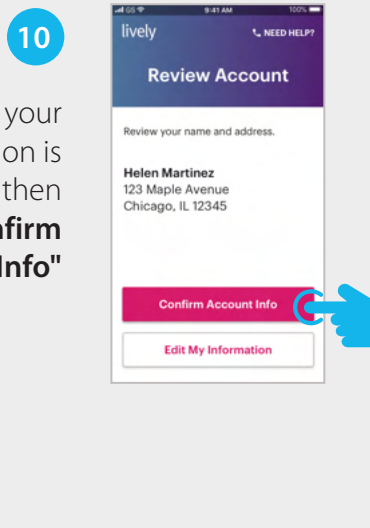 10
your
on is
then
nfirm
Info"
GS 9:41 AM 100%
lively NEED HELP?
Review Account
Review your name and address.
Helen Martinez
123 Maple Avenue
Chicago, IL 12345
Confirm Account Info
Edit My Information